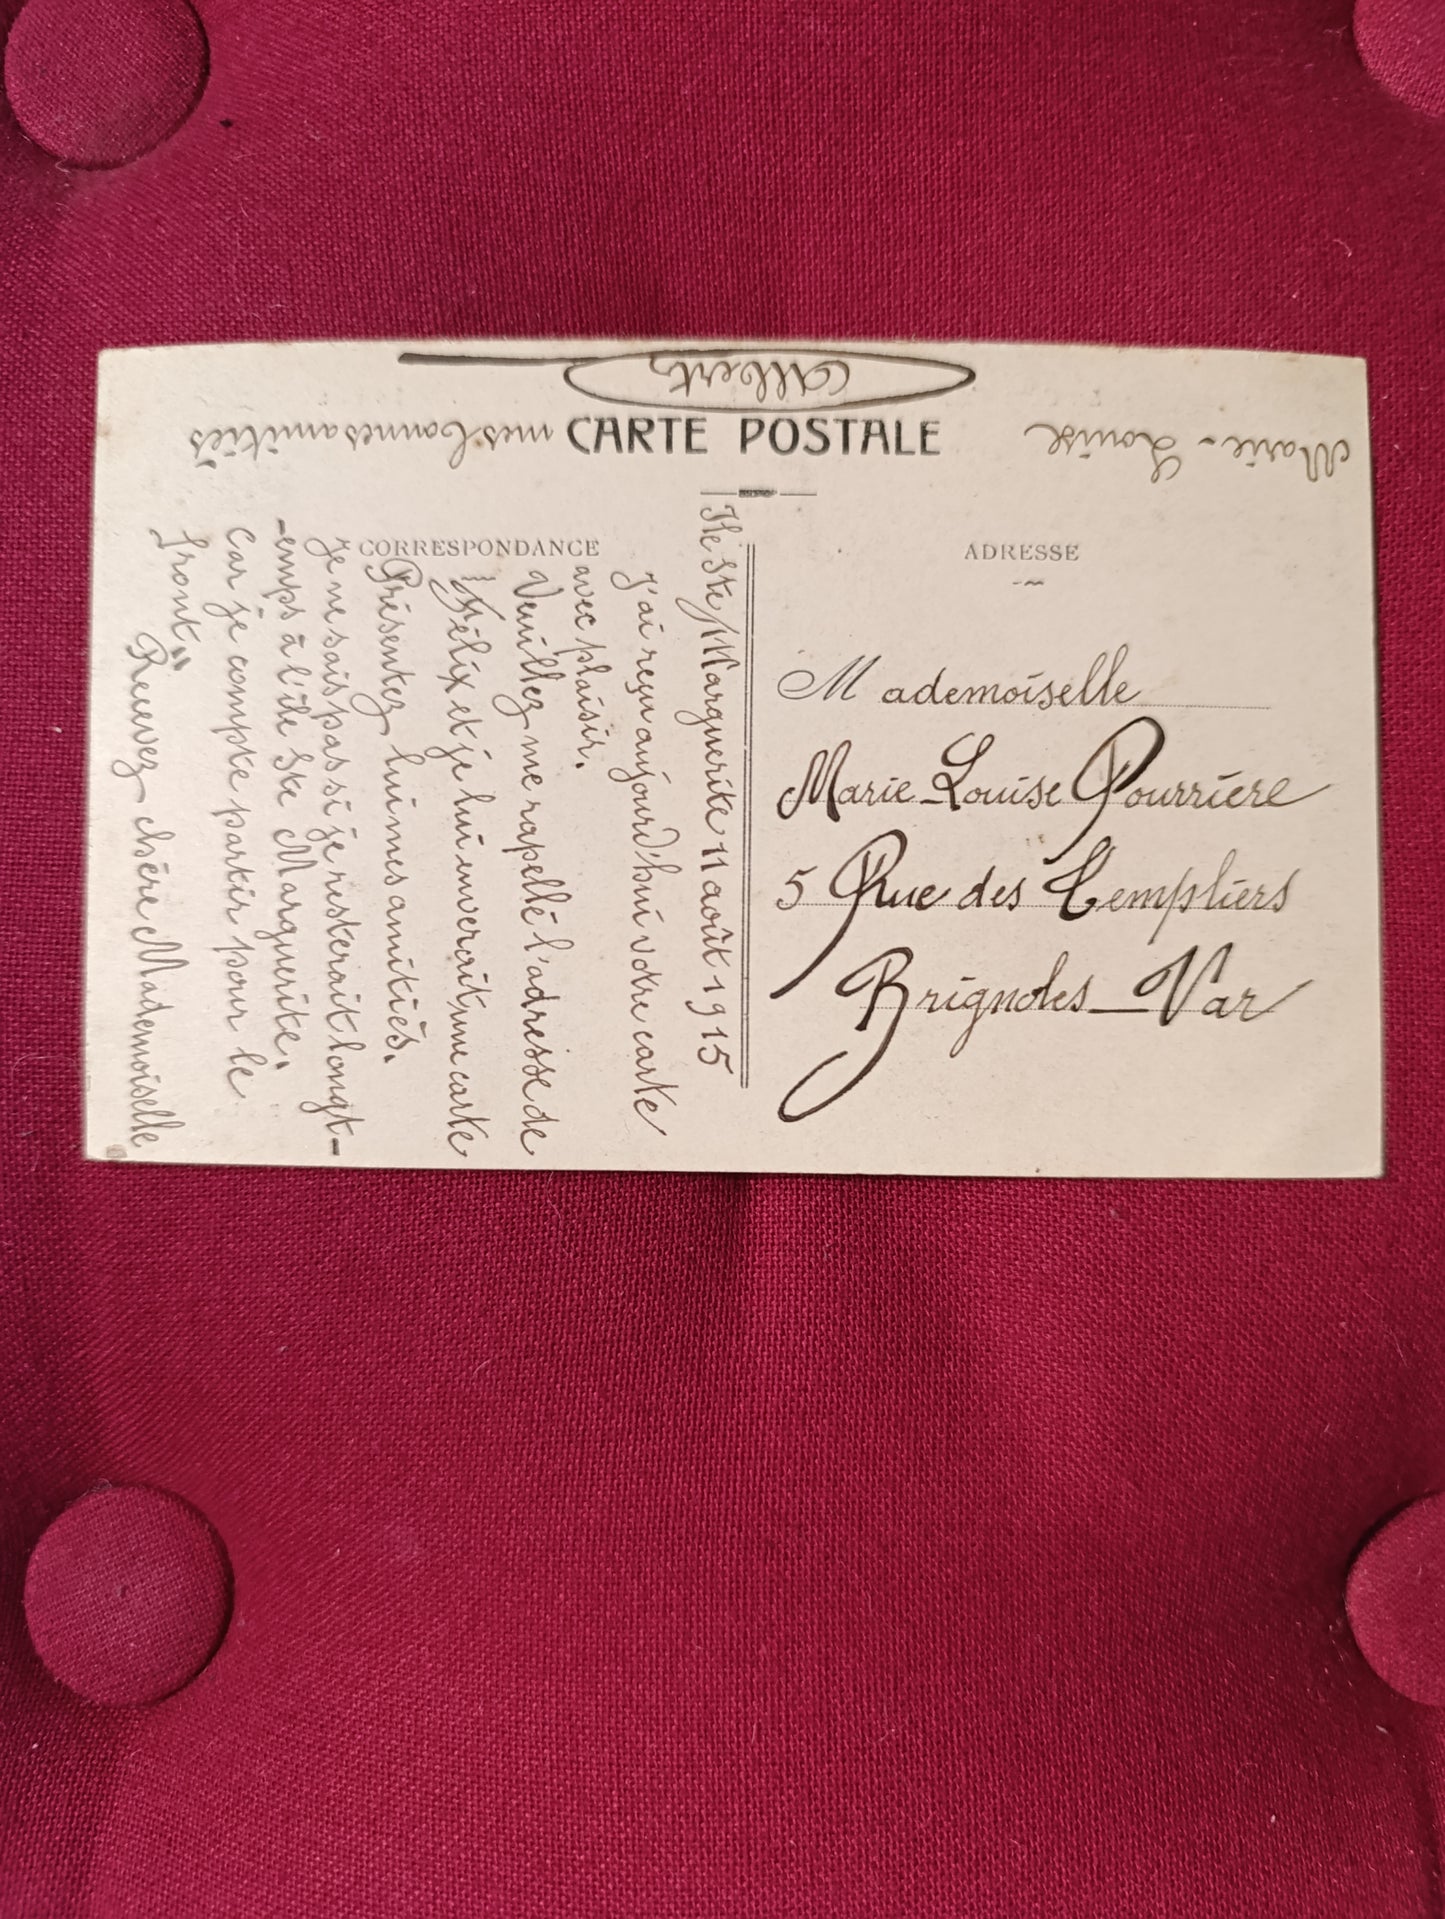 CARTE POSTALE
CORRESPONDANCE
ADRESSE
Mademoiselle
Marie-Louise Pourrière
5 Rue des Templiers
Brignoles - Var
Ile Ste Marguerite 11 août 1915
J'ai reçu aujourd'hui votre carte
avec plaisir.
Veuillez me rapellé l'adresse de
Félix et je lui enverait une carte
Présentez lui mes amitiés.
Je ne sais pas si je resterait longt-
-emps à l'île Ste Marguerite.
Car je compte partir pour le
front"
Recevez chère Mademoiselle
Marie-Louise mes bonnes amitiés
Albert